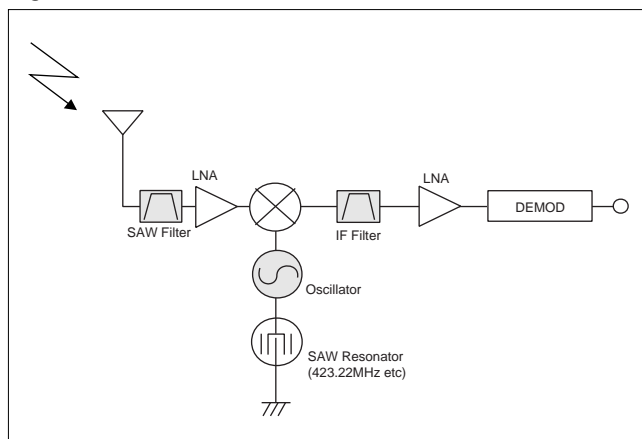 LNA
LNA
SAW Filter
IF Filter
DEMOD
Oscillator
SAW Resonator
(423.22MHz etc)